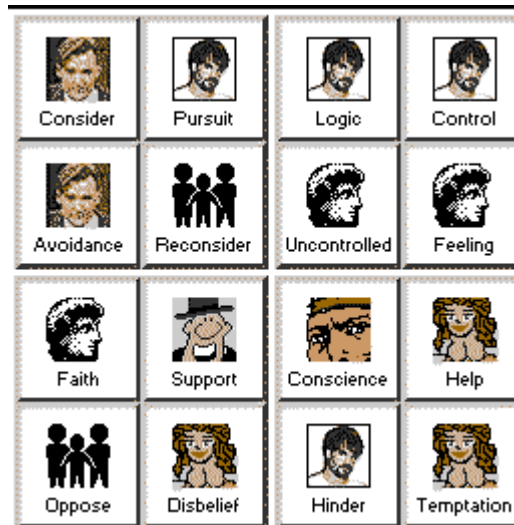 Consider Pursuit Logic Control
Avoidance Reconsider Uncontrolled Feeling
Faith Support Conscience Help
Oppose Disbelief Hinder Temptation